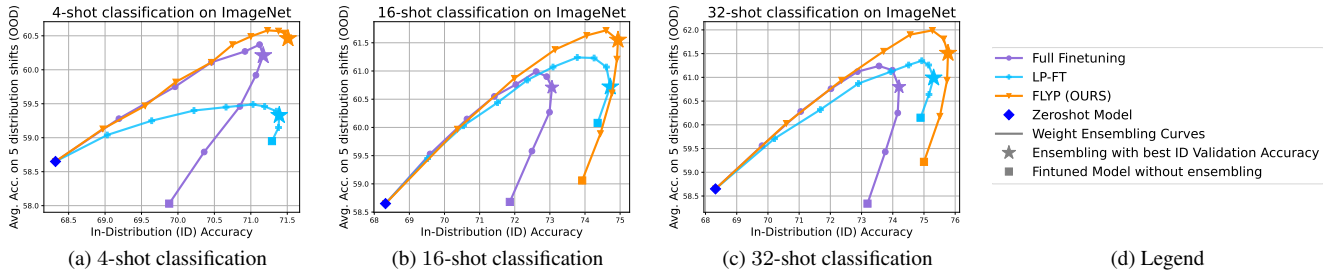 4-shot classification on ImageNet
Avg. Acc. on 5 distribution shifts (OOD)
60.5
60.0
59.5
59.0
58.5
58.0
68.5 69.0 69.5 70.0 70.5 71.0 71.5
In-Distribution (ID) Accuracy
(a) 4-shot classification
16-shot classification on ImageNet
Avg. Acc. on 5 distribution shifts (OOD)
61.5
61.0
60.5
60.0
59.5
59.0
58.5
68 69 70 71 72 73 74 75
In-Distribution (ID) Accuracy
(b) 16-shot classification
32-shot classification on ImageNet
Avg. Acc. on 5 distribution shifts (OOD)
62.0
61.5
61.0
60.5
60.0
59.5
59.0
58.5
68 69 70 71 72 73 74 75 76
In-Distribution (ID) Accuracy
(c) 32-shot classification
Full Finetuning
LP-FT
FLYP (OURS)
Zeroshot Model
Weight Ensembling Curves
Ensembling with best ID Validation Accuracy
Fintuned Model without ensembling
(d) Legend